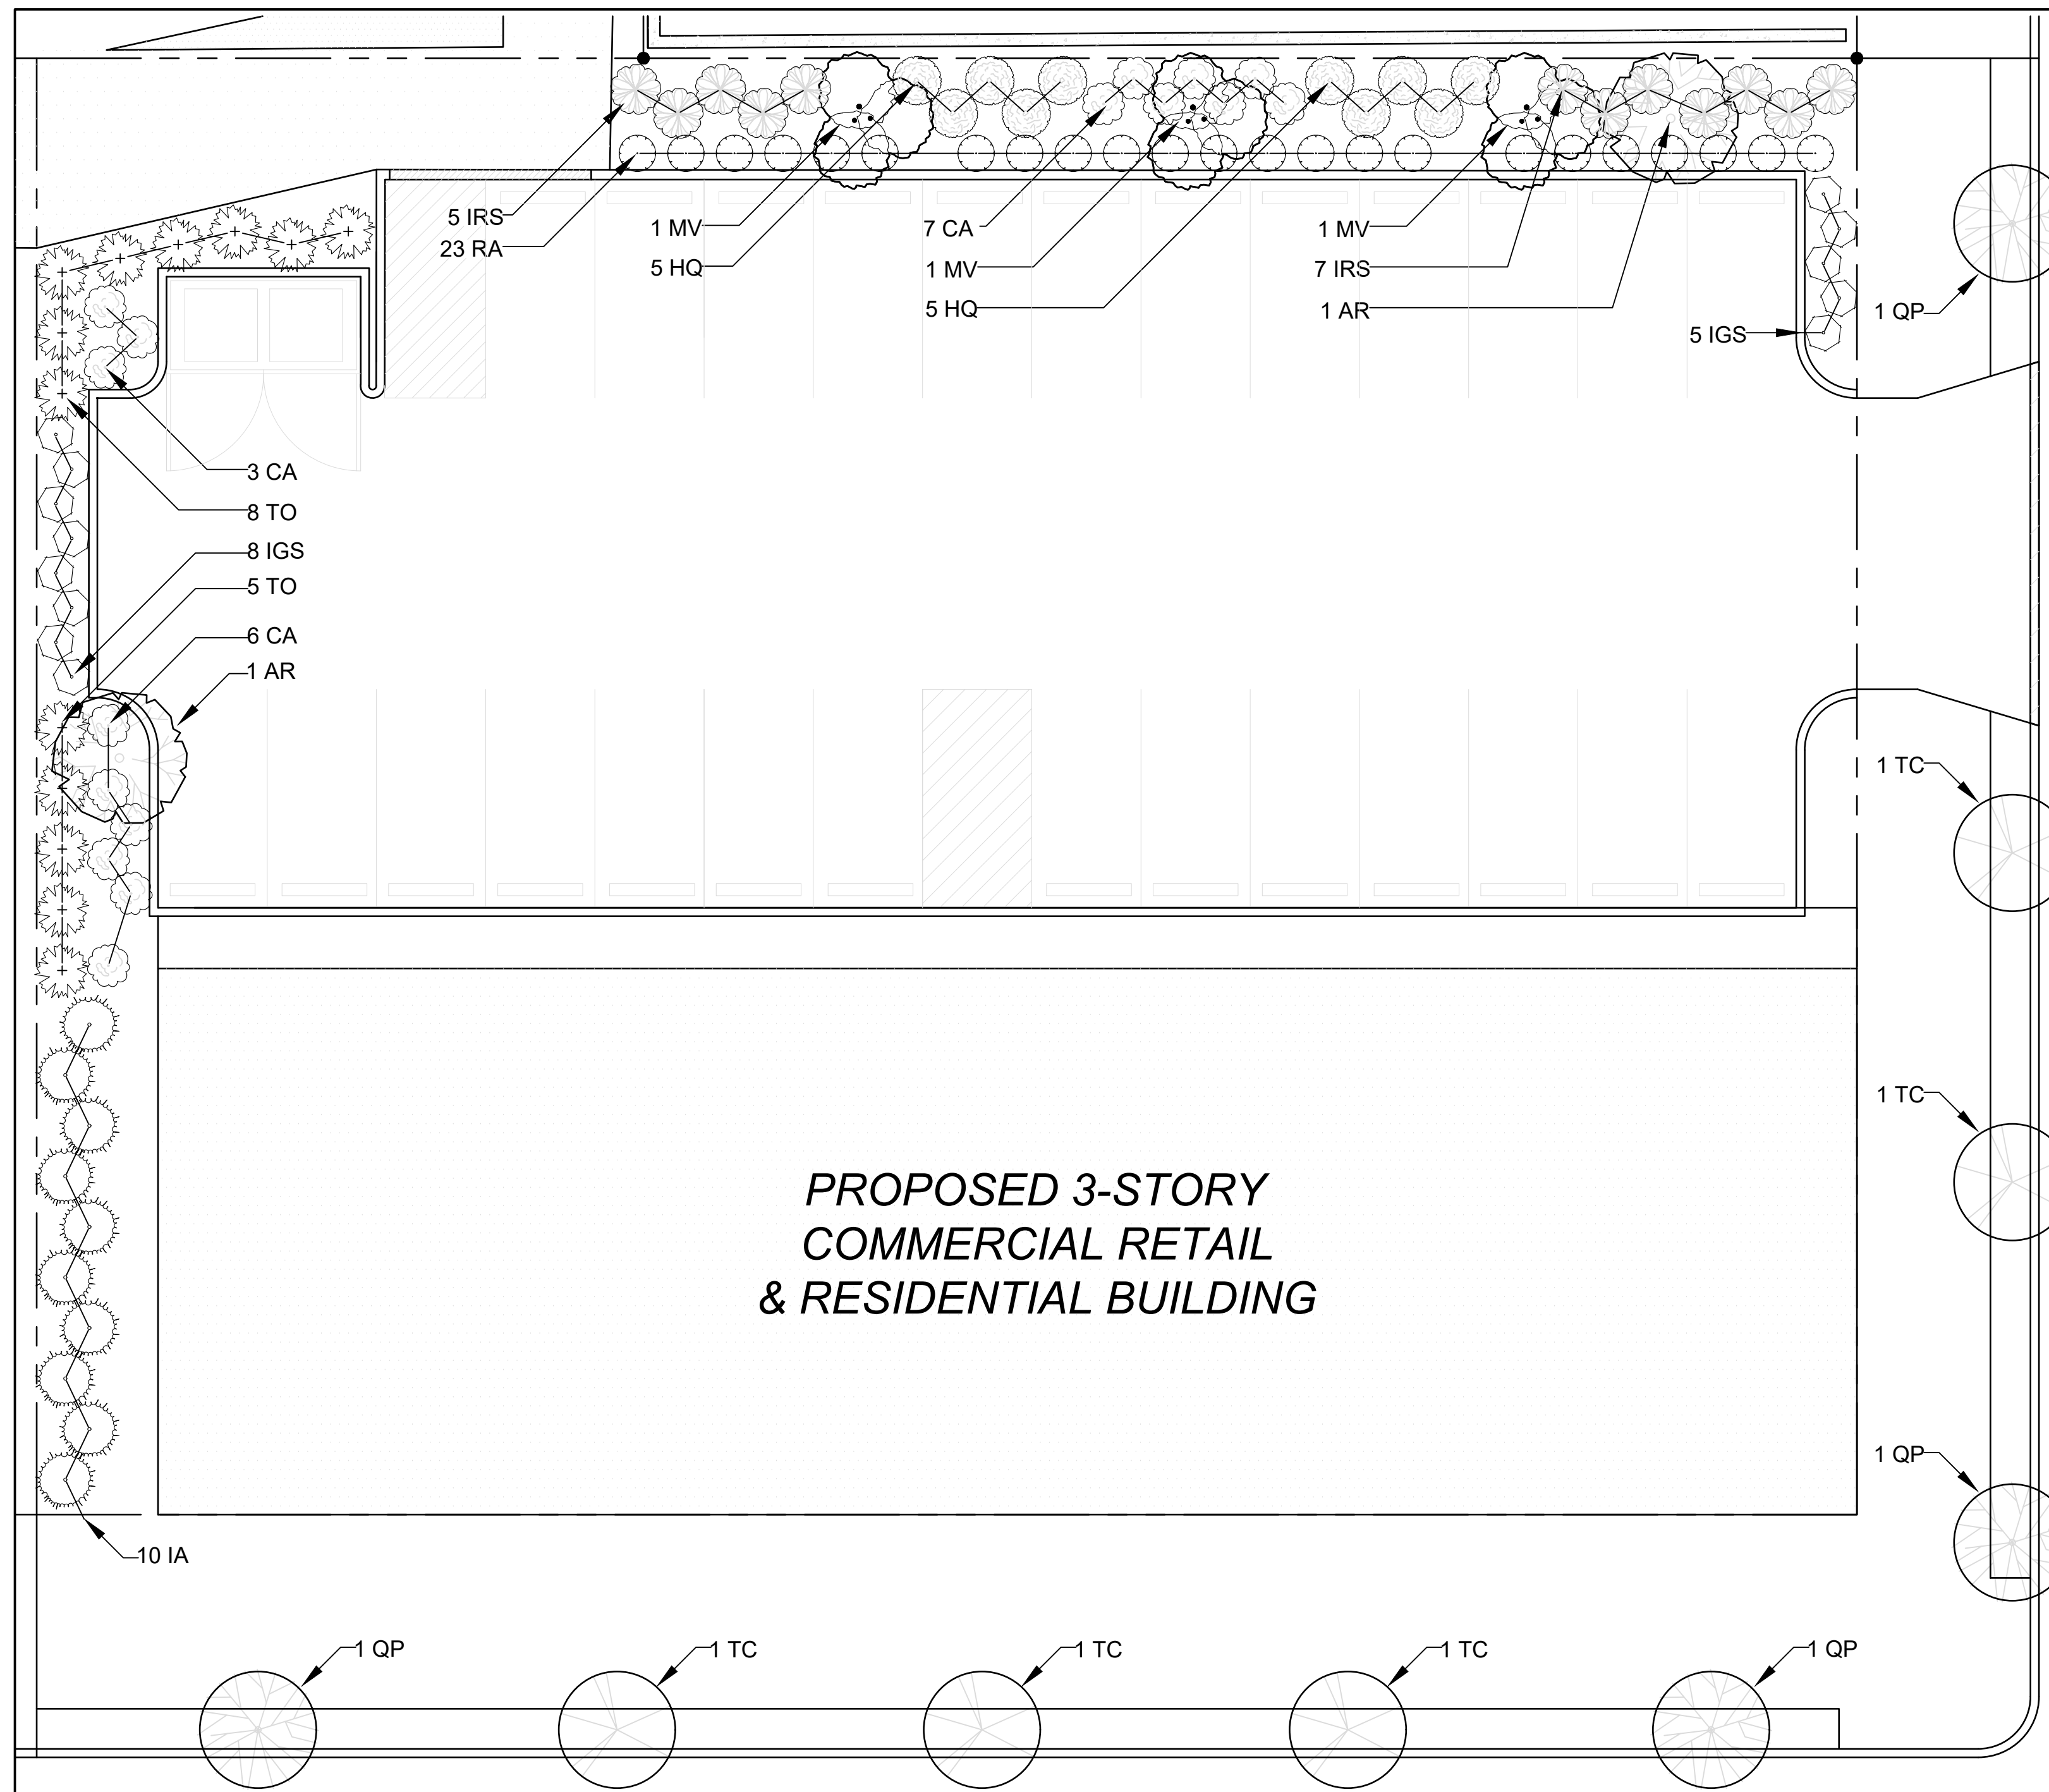 5 IRS
23 RA
1 MV
5 HQ
7 CA
1 MV
5 HQ
1 MV
7 IRS
1 AR
5 IGS
1 QP
3 CA
8 TO
8 IGS
5 TO
6 CA
1 AR
1 TC
1 TC
PROPOSED 3-STORY
COMMERCIAL RETAIL
& RESIDENTIAL BUILDING
1 QP
10 IA
1 QP
1 TC
1 TC
1 TC
1 QP